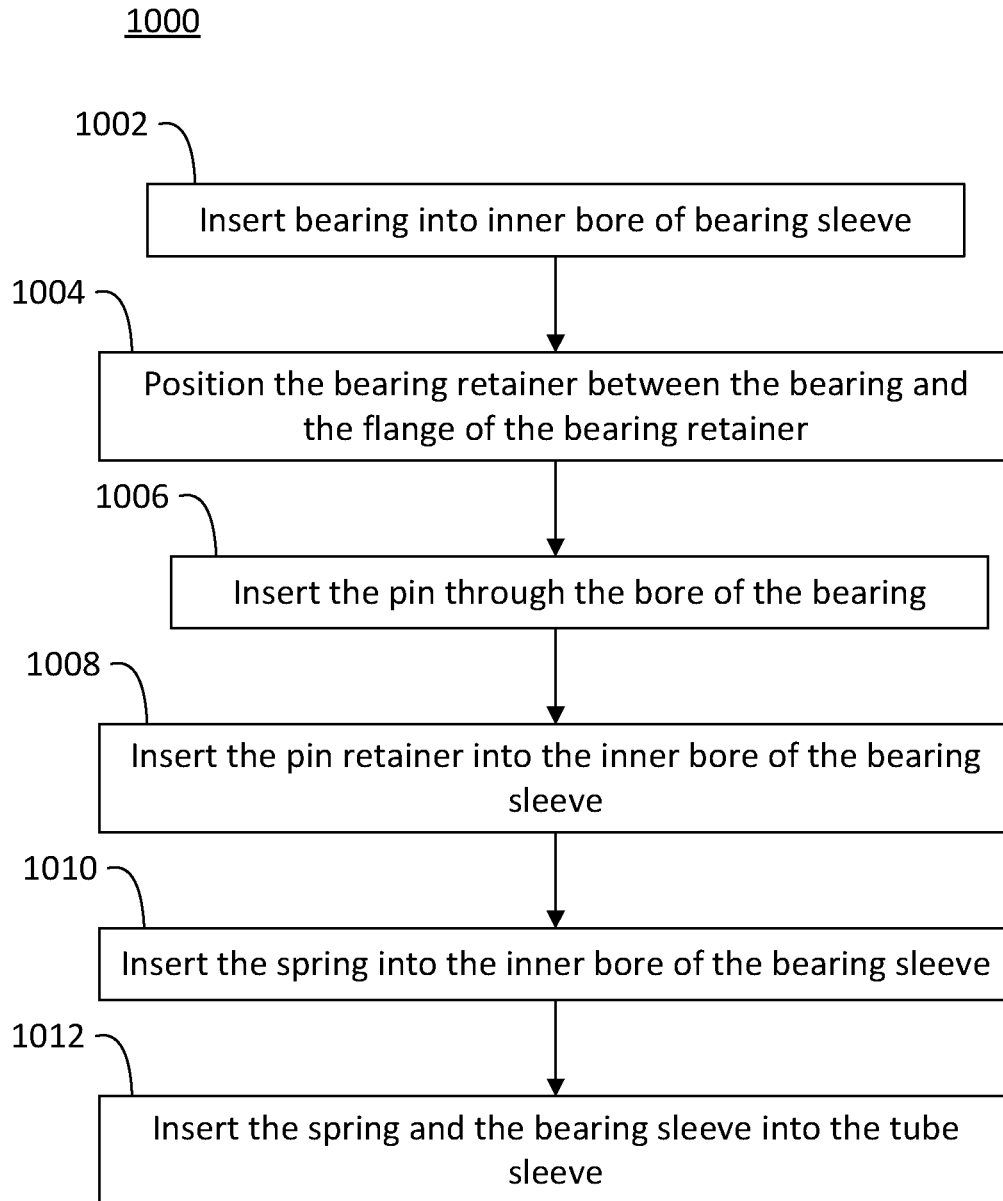 1000
1002
Insert bearing into inner bore of bearing sleeve
1004
Position the bearing retainer between the bearing and
the flange of the bearing retainer
1006
Insert the pin through the bore of the bearing
1008
Insert the pin retainer into the inner bore of the bearing
sleeve
1010
Insert the spring into the inner bore of the bearing sleeve
1012
Insert the spring and the bearing sleeve into the tube
sleeve